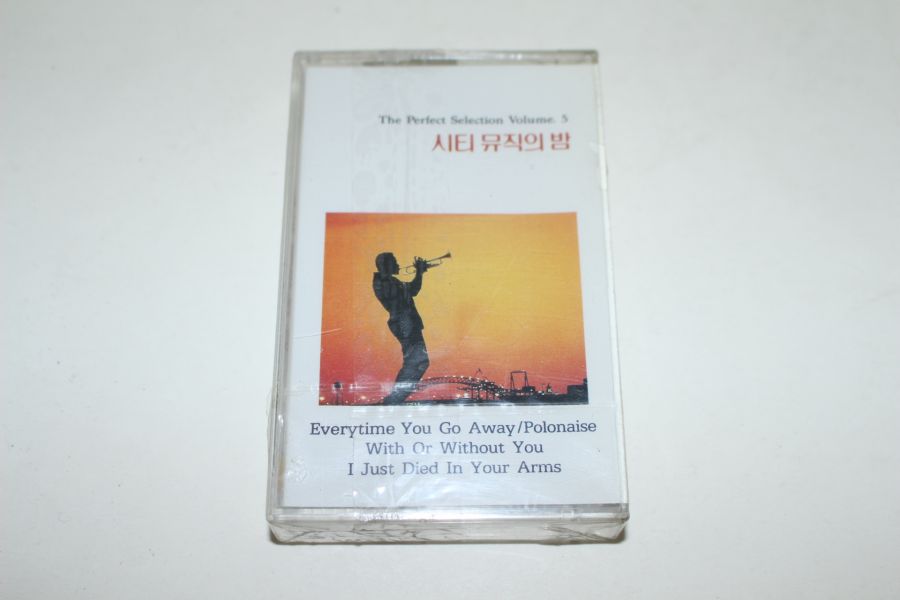 The Perfect Selection Volume. 5
시티 뮤직의 밤
Everytime You Go Away/Polonaise
With Or Without You
I Just Died In Your Arms